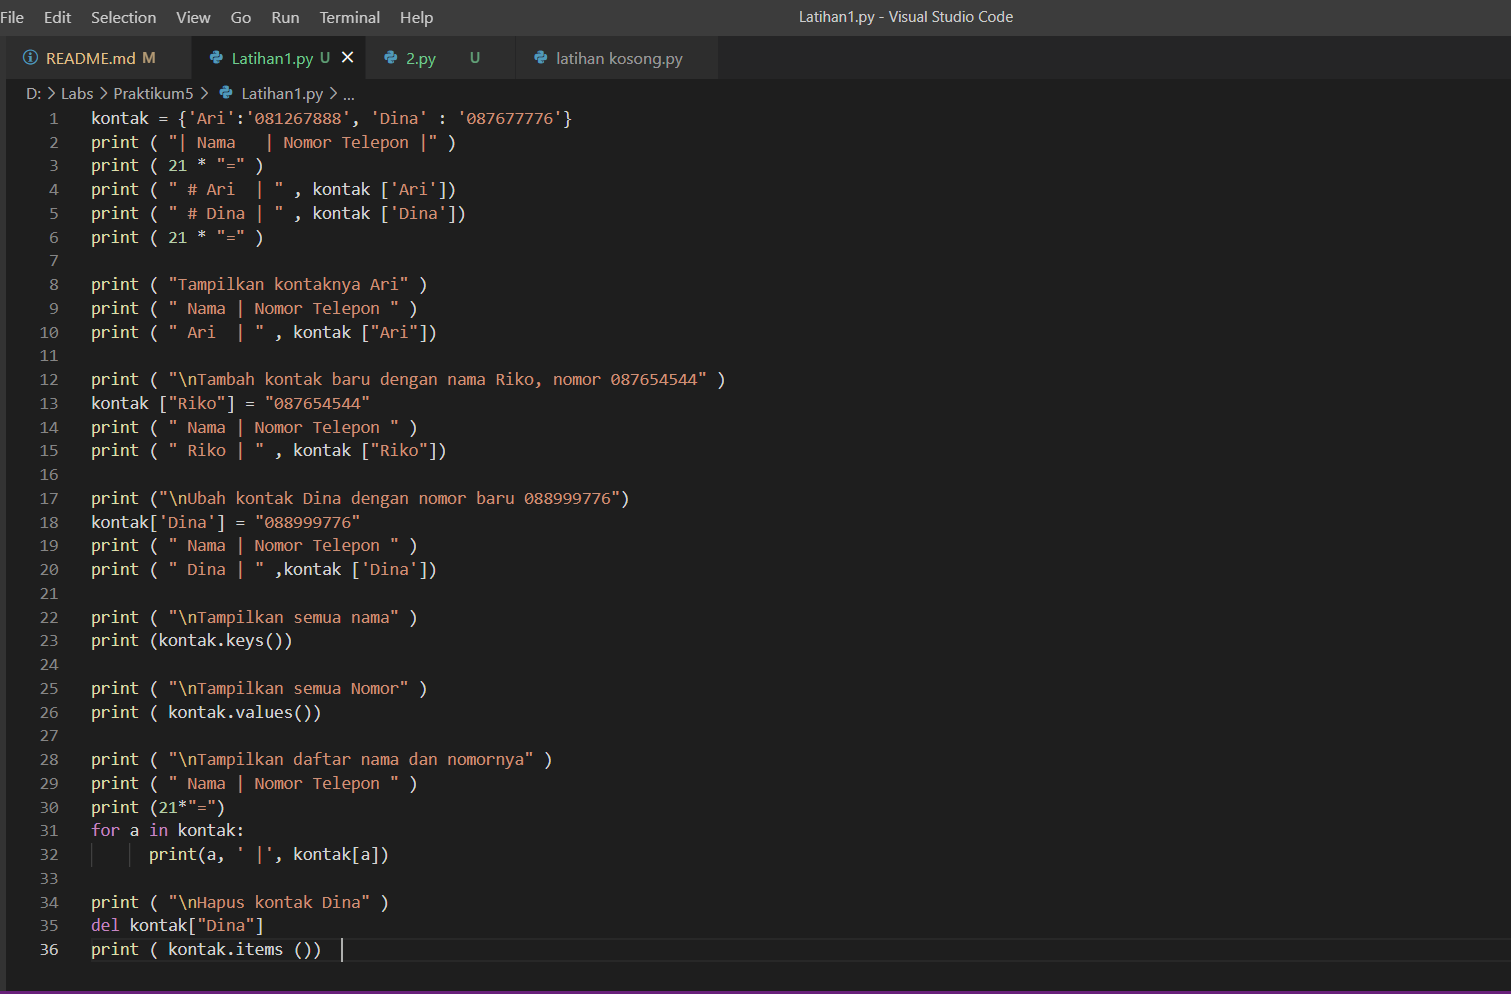 File Edit Selection View Go Run Terminal Help Latihan1.py - Visual Studio Code
README.md M Latihan1.py U 2.py U latihan kosong.py
D: > Labs > Praktikum5 > Latihan1.py > ...
1 kontak = {'Ari':'081267888', 'Dina' : '087677776'}
2 print ( "| Nama   | Nomor Telepon |" )
3 print ( 21 * "=" )
4 print ( " # Ari  | " , kontak ['Ari'])
5 print ( " # Dina | " , kontak ['Dina'])
6 print ( 21 * "=" )
7
8 print ( "Tampilkan kontaknya Ari" )
9 print ( " Nama | Nomor Telepon " )
10 print ( " Ari  | " , kontak ["Ari"])
11
12 print ( "\nTambah kontak baru dengan nama Riko, nomor 087654544" )
13 kontak ["Riko"] = "087654544"
14 print ( " Nama | Nomor Telepon " )
15 print ( " Riko | " , kontak ["Riko"])
16
17 print ("\nUbah kontak Dina dengan nomor baru 088999776")
18 kontak['Dina'] = "088999776"
19 print ( " Nama | Nomor Telepon " )
20 print ( " Dina | " ,kontak ['Dina'])
21
22 print ( "\nTampilkan semua nama" )
23 print (kontak.keys())
24
25 print ( "\nTampilkan semua Nomor" )
26 print ( kontak.values())
27
28 print ( "\nTampilkan daftar nama dan nomornya" )
29 print ( " Nama | Nomor Telepon " )
30 print (21*"=")
31 for a in kontak:
32       print(a, ' |', kontak[a])
33
34 print ( "\nHapus kontak Dina" )
35 del kontak["Dina"]
36 print ( kontak.items ())